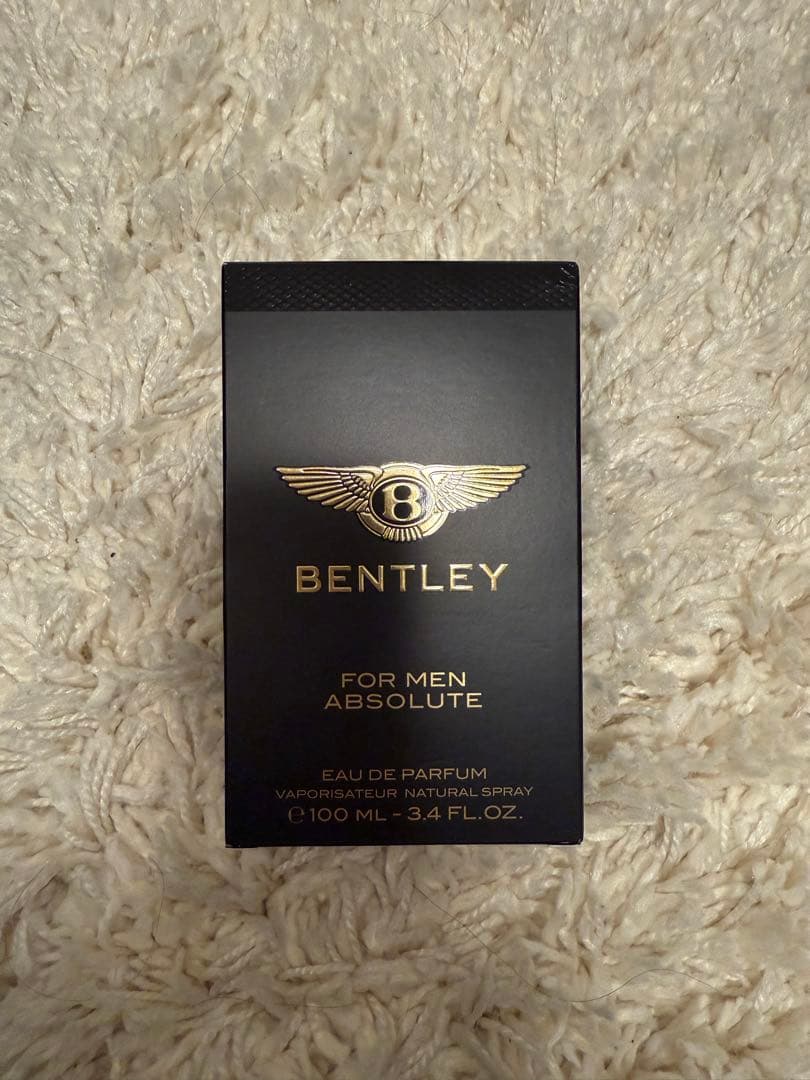 B
BENTLEY
FOR MEN
ABSOLUTE
EAU DE PARFUM
VAPORISATEUR NATURAL SPRAY
℮100 ML - 3.4 FL.OZ.